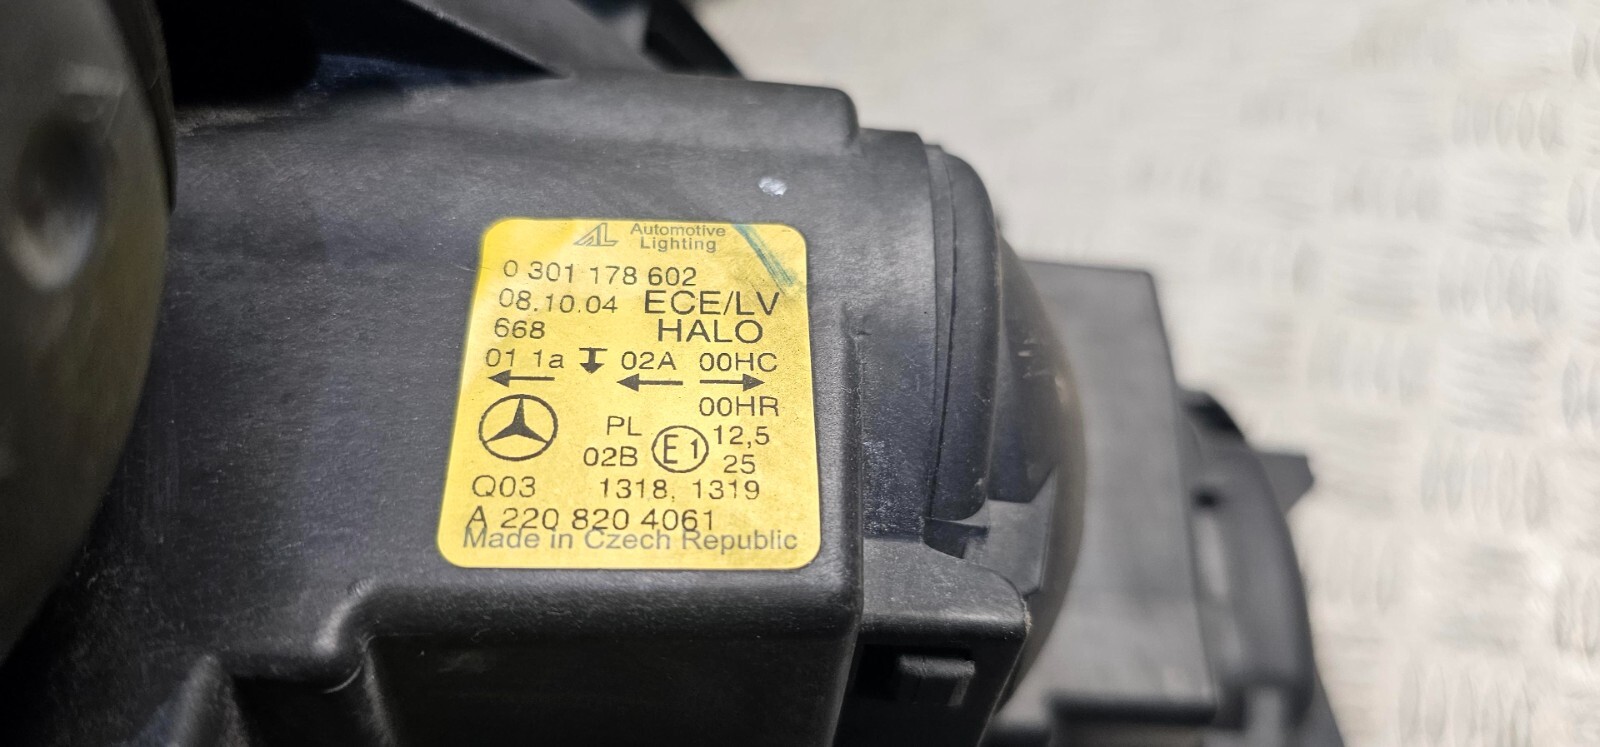 AL Automotive
Lighting
0 301 178 602
08.10.04 ECE/LV
668 HALO
01 1a 02A 00HC
00HR
PL 12,5
02B E1 25
Q03 1318, 1319
A 220 820 4061
Made in Czech Republic